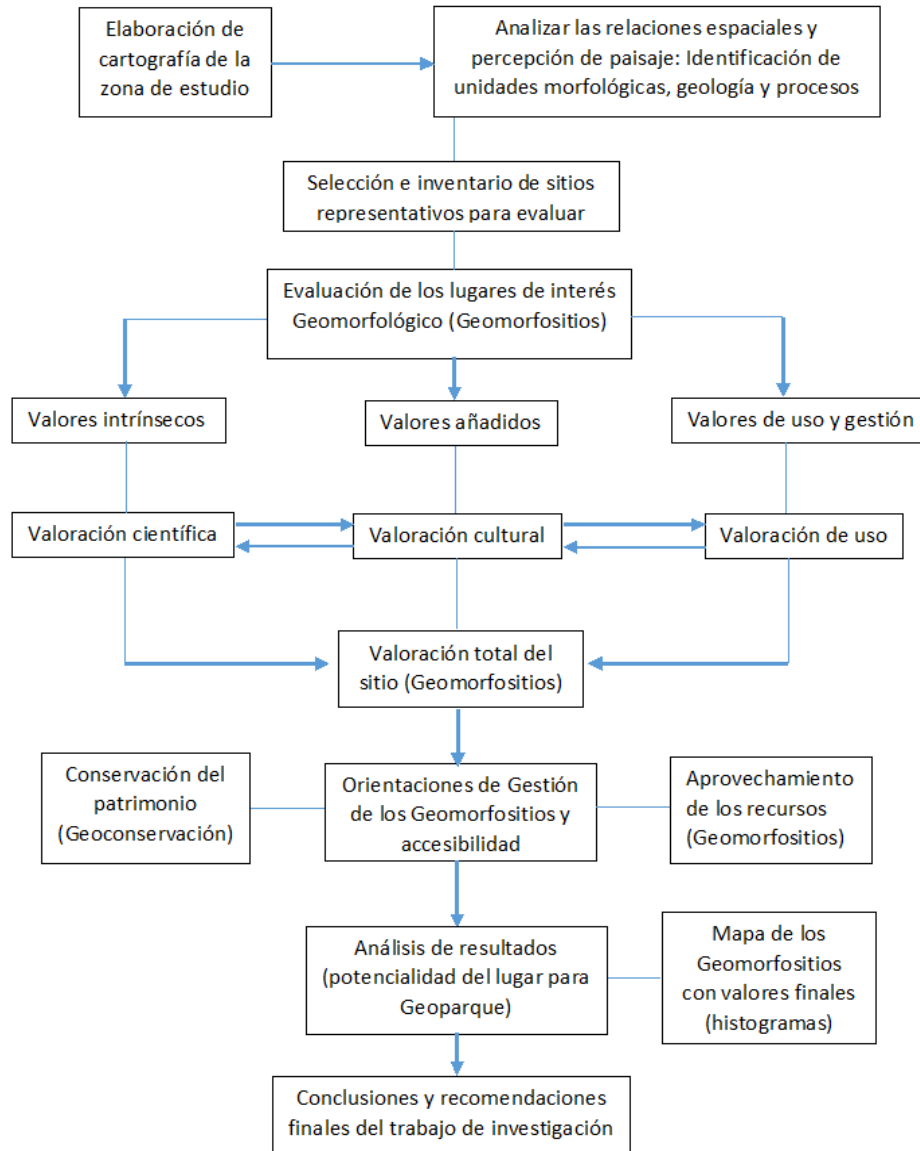 Elaboración de
cartografía de la
zona de estudio
Analizar las relaciones espaciales y
percepción de paisaje: Identificación de
unidades morfológicas, geología y procesos
Selección e inventario de sitios
representativos para evaluar
Evaluación de los lugares de interés
Geomorfológico (Geomorfositios)
Valores intrínsecos
Valores añadidos
Valores de uso y gestión
Valoración científica
Valoración cultural
Valoración de uso
Valoración total del
sitio (Geomorfositios)
Conservación del
patrimonio
(Geoconservación)
Orientaciones de Gestión
de los Geomorfositios y
accesibilidad
Aprovechamiento
de los recursos
(Geomorfositios)
Análisis de resultados
(potencialidad del lugar para
Geoparque)
Mapa de los
Geomorfositios
con valores finales
(histogramas)
Conclusiones y recomendaciones
finales del trabajo de investigación